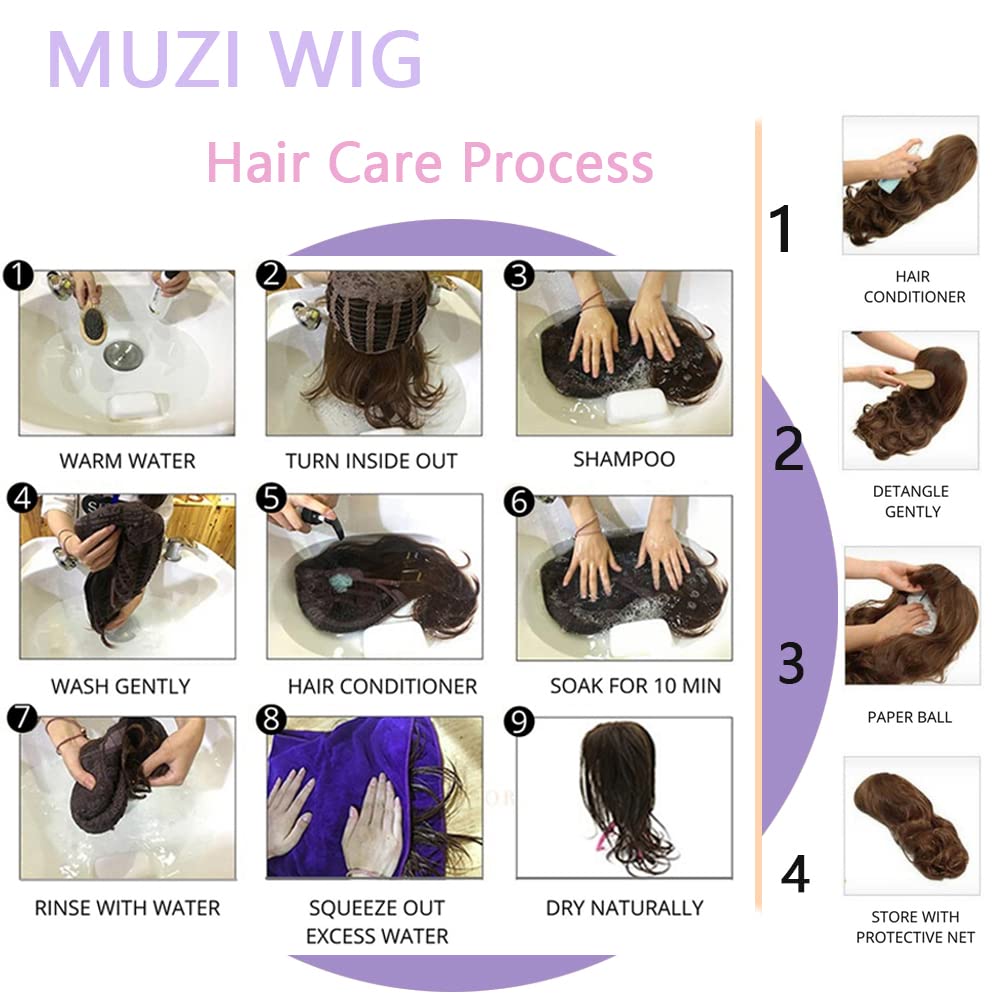 MUZI WIG
Hair Care Process
1
WARM WATER
2
TURN INSIDE OUT
3
SHAMPOO
4
WASH GENTLY
5
HAIR CONDITIONER
6
SOAK FOR 10 MIN
7
RINSE WITH WATER
8
SQUEEZE OUT
EXCESS WATER
9
DRY NATURALLY
1
HAIR
CONDITIONER
2
DETANGLE
GENTLY
3
PAPER BALL
4
STORE WITH
PROTECTIVE NET